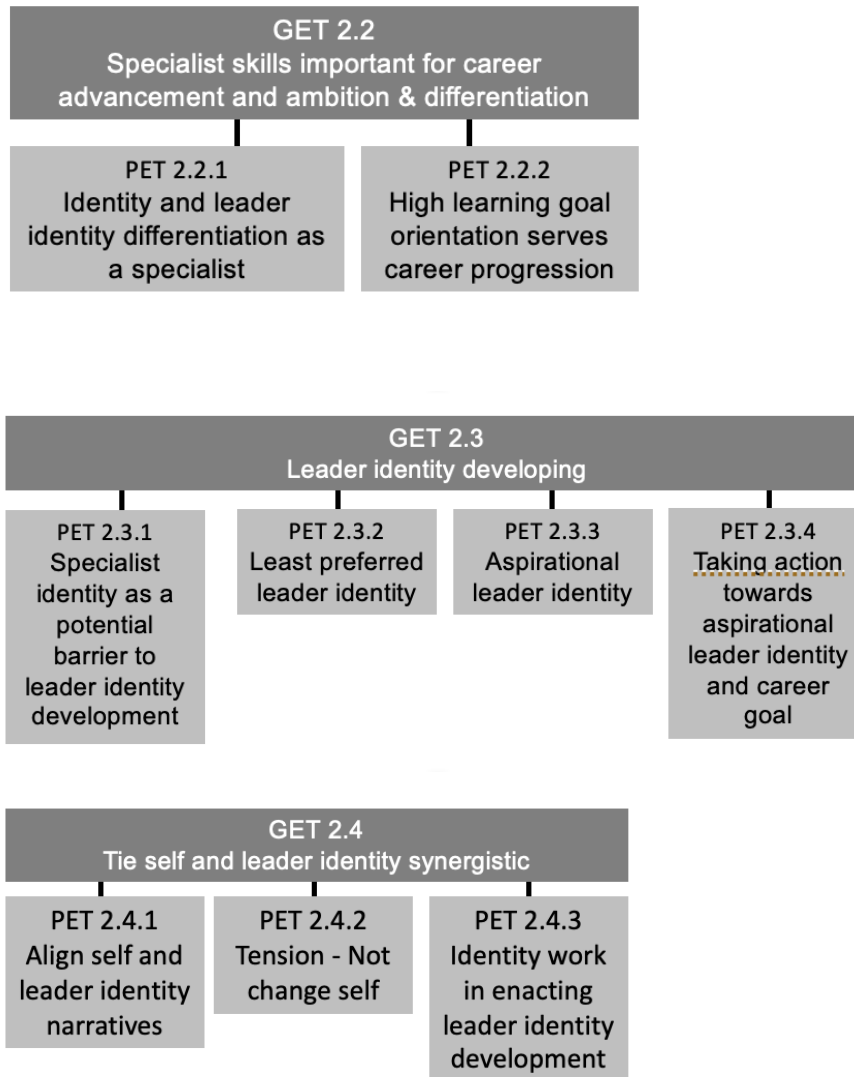 GET 2.2
Specialist skills important for career
advancement and ambition & differentiation
PET 2.2.1
Identity and leader
identity differentiation as
a specialist
PET 2.2.2
High learning goal
orientation serves
career progression
GET 2.3
Leader identity developing
PET 2.3.1
Specialist
identity as a
potential
barrier to
leader identity
development
PET 2.3.2
Least preferred
leader identity
PET 2.3.3
Aspirational
leader identity
PET 2.3.4
Taking action
towards
aspirational
leader identity
and career
goal
GET 2.4
Tie self and leader identity synergistic
PET 2.4.1
Align self and
leader identity
narratives
PET 2.4.2
Tension - Not
change self
PET 2.4.3
Identity work
in enacting
leader identity
development